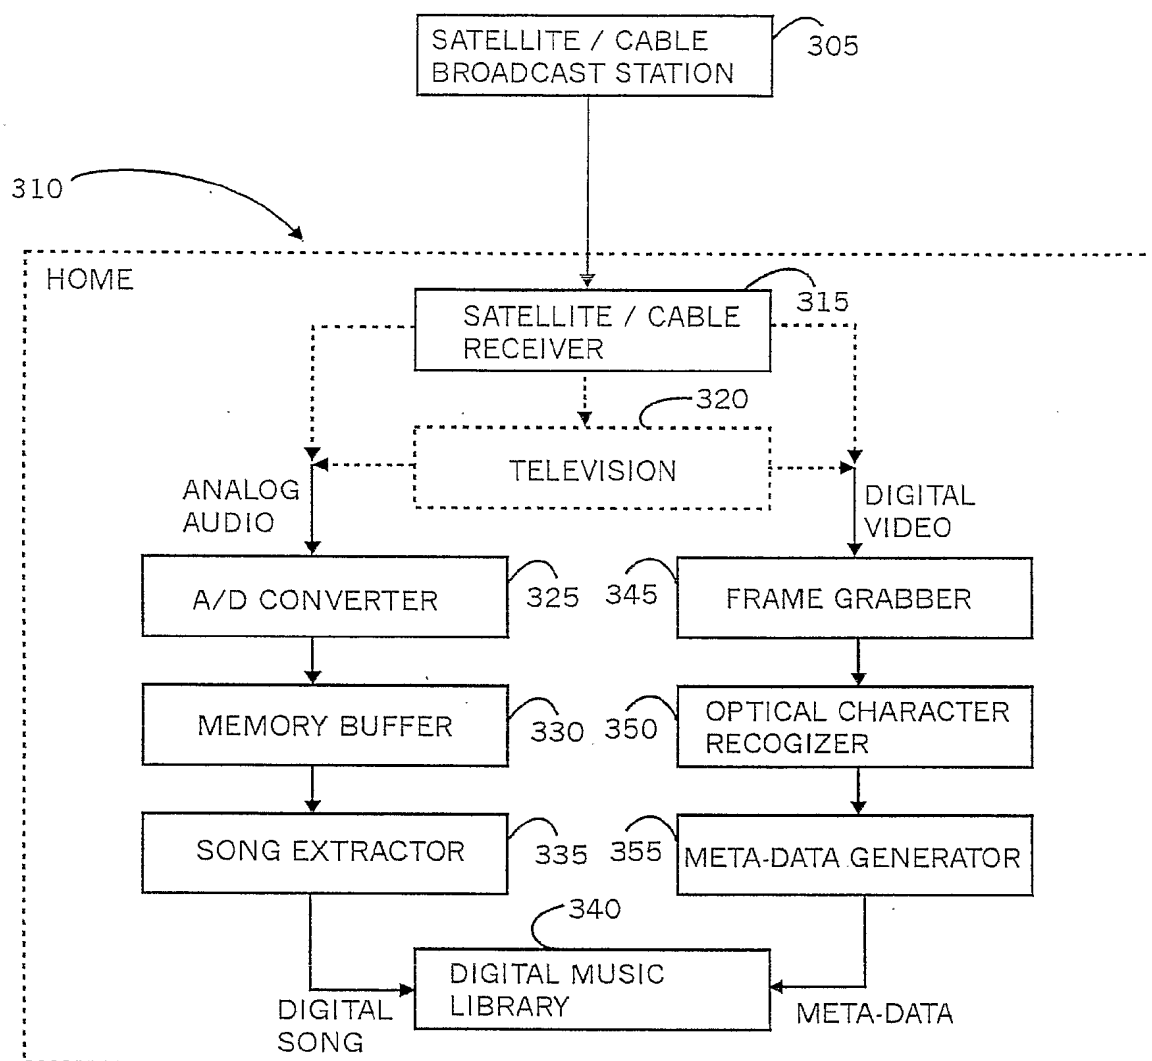 SATELLITE / CABLE
BROADCAST STATION
305
310
HOME
315
SATELLITE / CABLE
RECEIVER
320
TELEVISION
ANALOG
AUDIO
DIGITAL
VIDEO
A/D CONVERTER
325
345
FRAME GRABBER
MEMORY BUFFER
330
350
OPTICAL CHARACTER
RECOGIZER
SONG EXTRACTOR
335
355
META-DATA GENERATOR
340
DIGITAL MUSIC
LIBRARY
DIGITAL
SONG
META-DATA